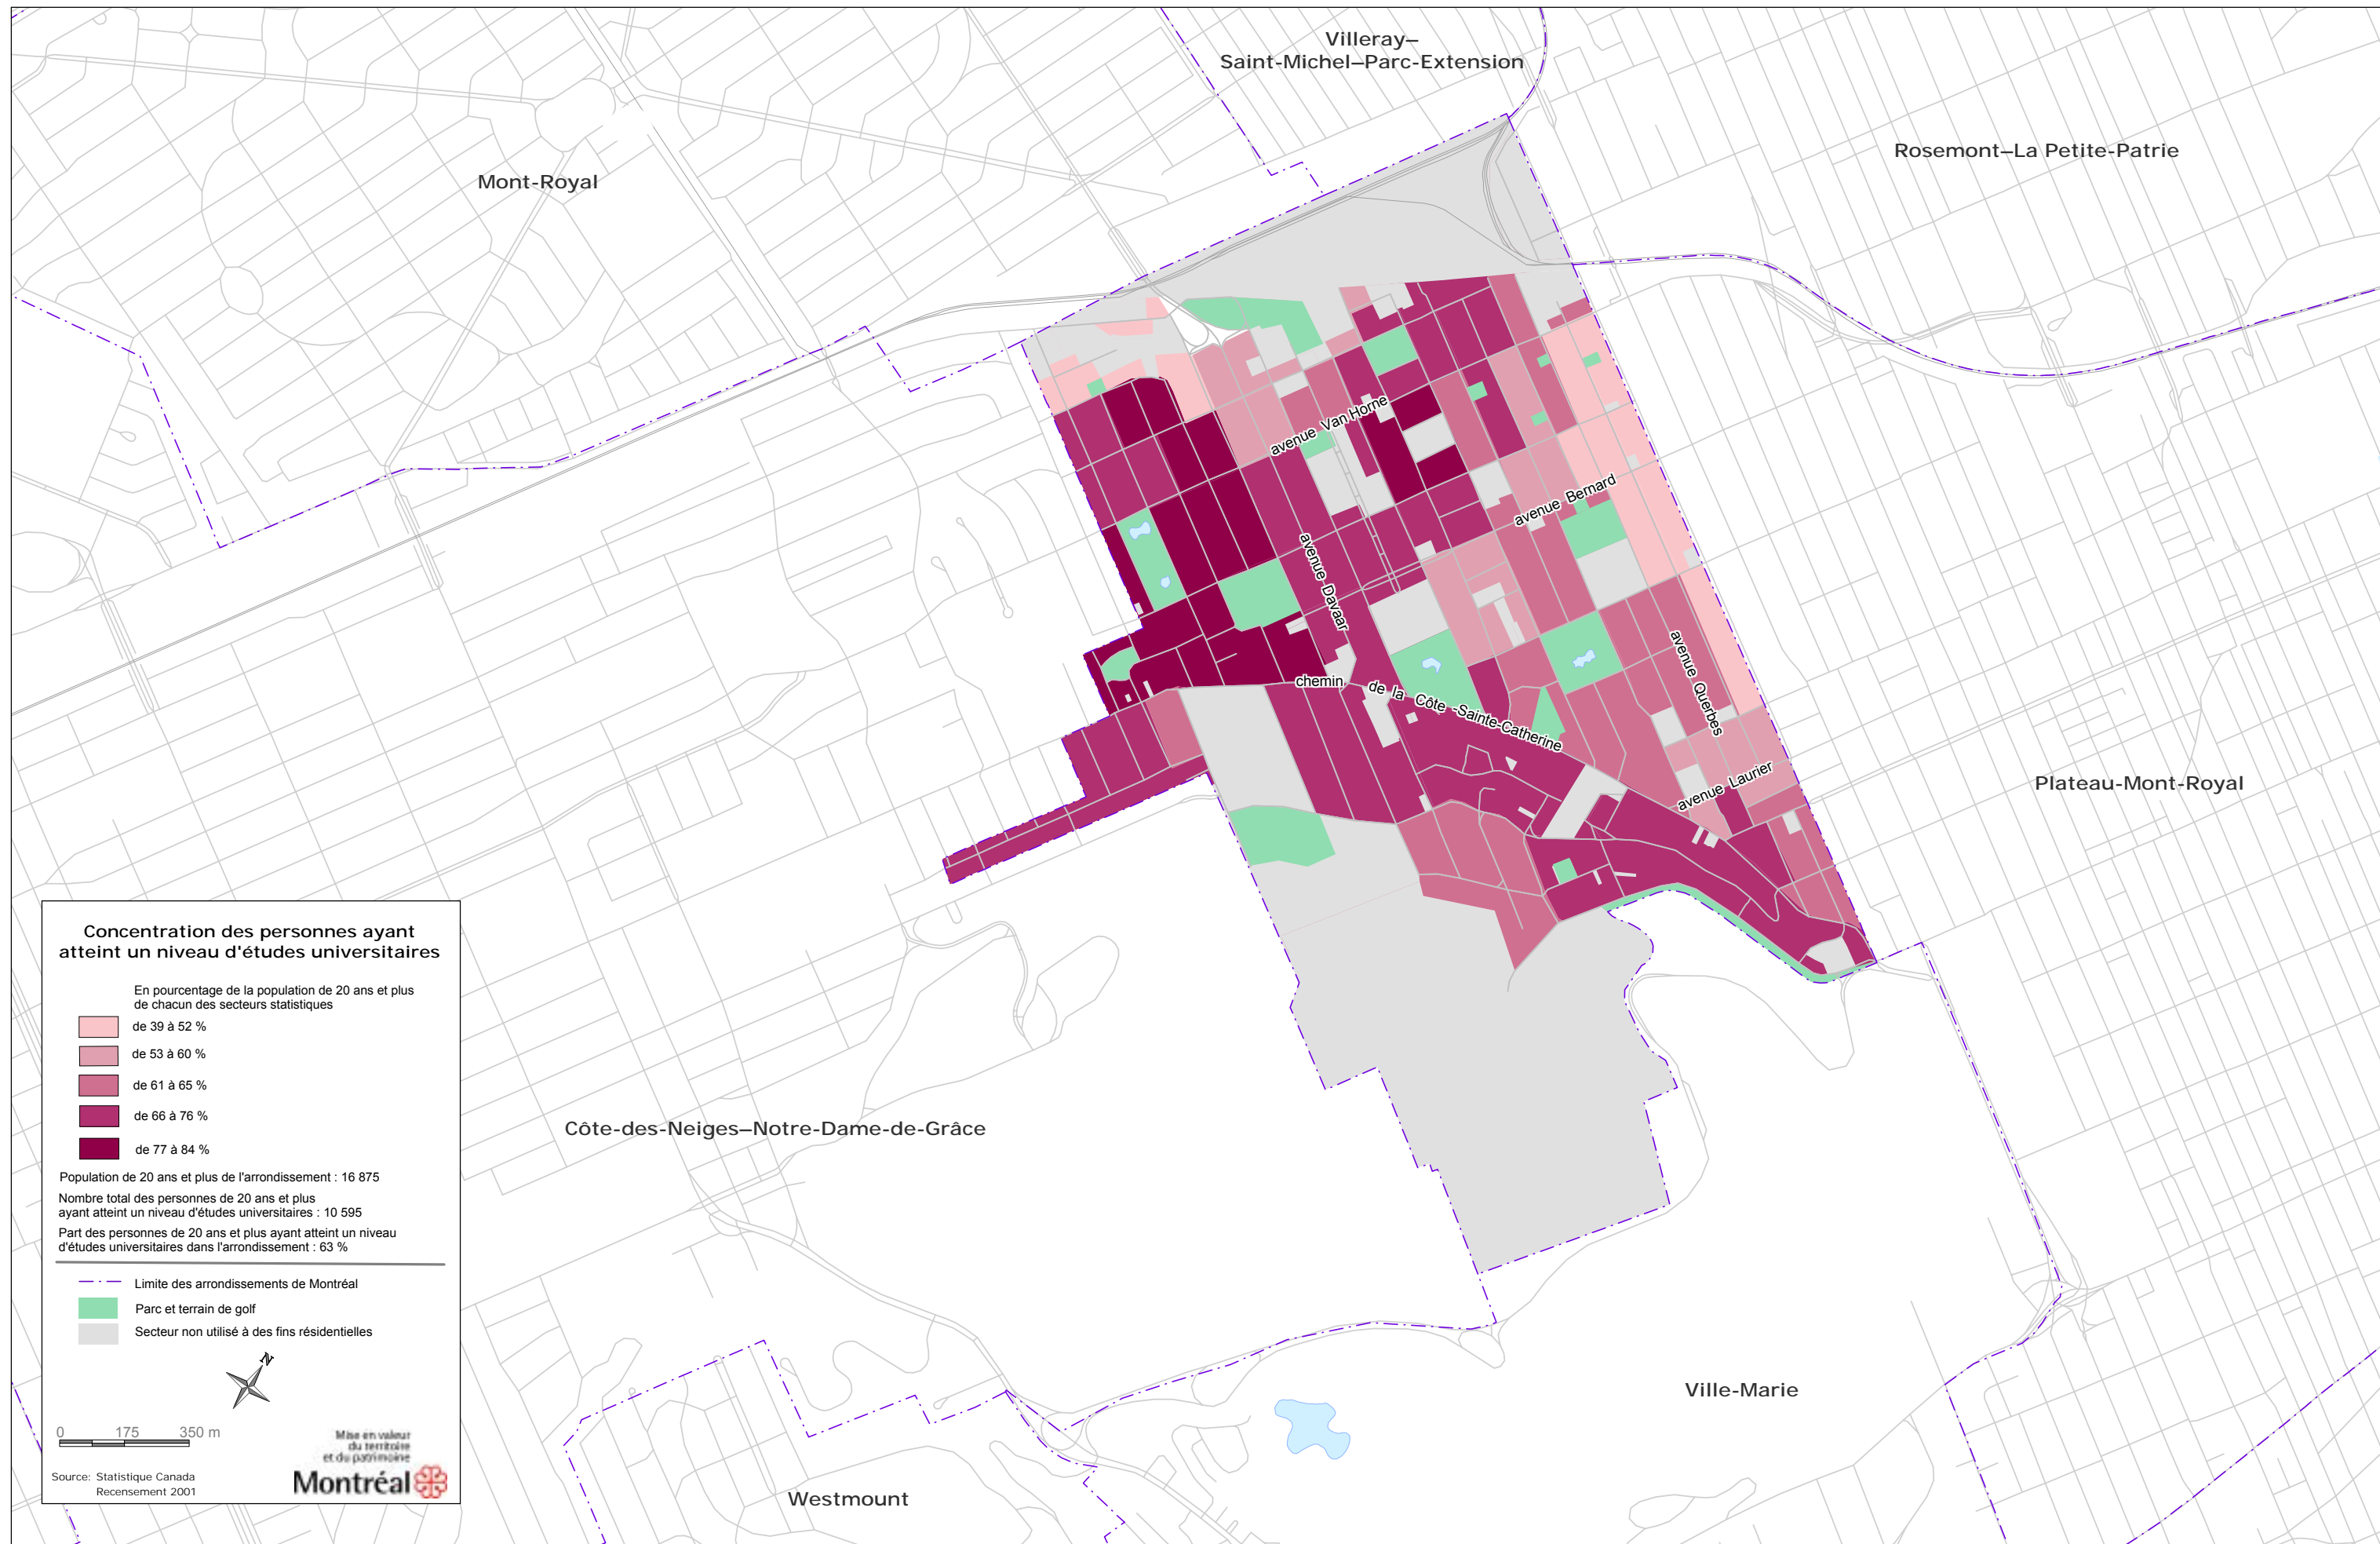 Villeray–
Saint-Michel–Parc-Extension
Rosemont–La Petite-Patrie
Mont-Royal
avenue Van Horne
avenue Bernard
avenue Davaar
avenue Querbes
chemin de la Côte-Sainte-Catherine
avenue Laurier
Plateau-Mont-Royal
Côte-des-Neiges–Notre-Dame-de-Grâce
Ville-Marie
Westmount
Concentration des personnes ayant
atteint un niveau d'études universitaires
En pourcentage de la population de 20 ans et plus
de chacun des secteurs statistiques
de 39 à 52 %
de 53 à 60 %
de 61 à 65 %
de 66 à 76 %
de 77 à 84 %
Population de 20 ans et plus de l'arrondissement : 16 875
Nombre total des personnes de 20 ans et plus
ayant atteint un niveau d'études universitaires : 10 595
Part des personnes de 20 ans et plus ayant atteint un niveau
d'études universitaires dans l'arrondissement : 63 %
Limite des arrondissements de Montréal
Parc et terrain de golf
Secteur non utilisé à des fins résidentielles
N
0 175 350 m
Mise en valeur
du territoire
et du patrimoine
Montréal
Source: Statistique Canada
Recensement 2001